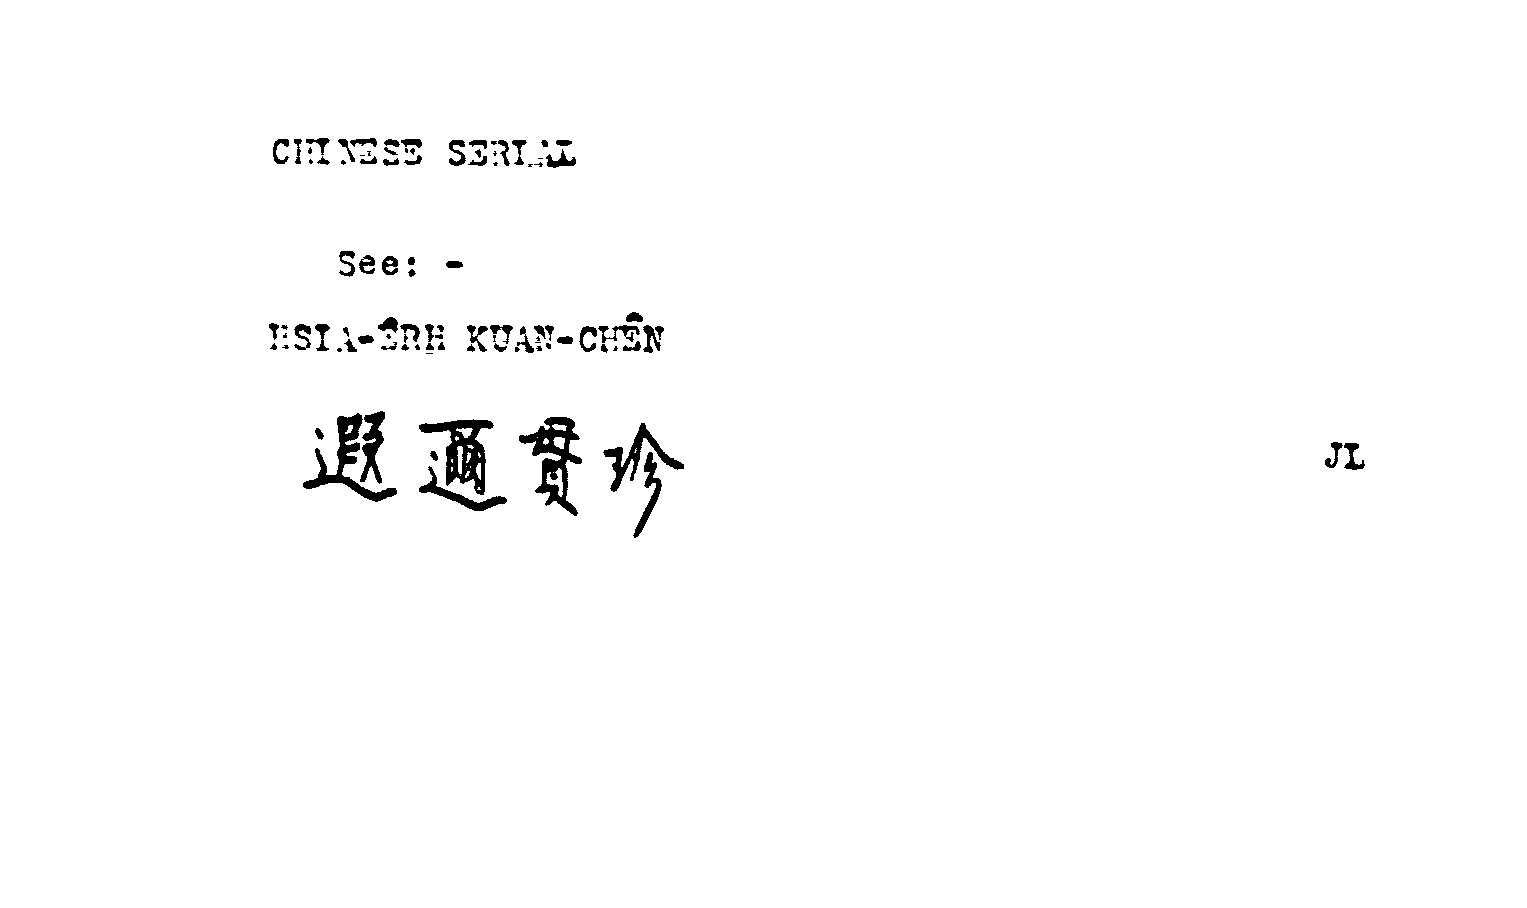 CHINESE SERIAL
See: -
HSIA-ÊRH KUAN-CHÊN
遐邇貫珍
JL